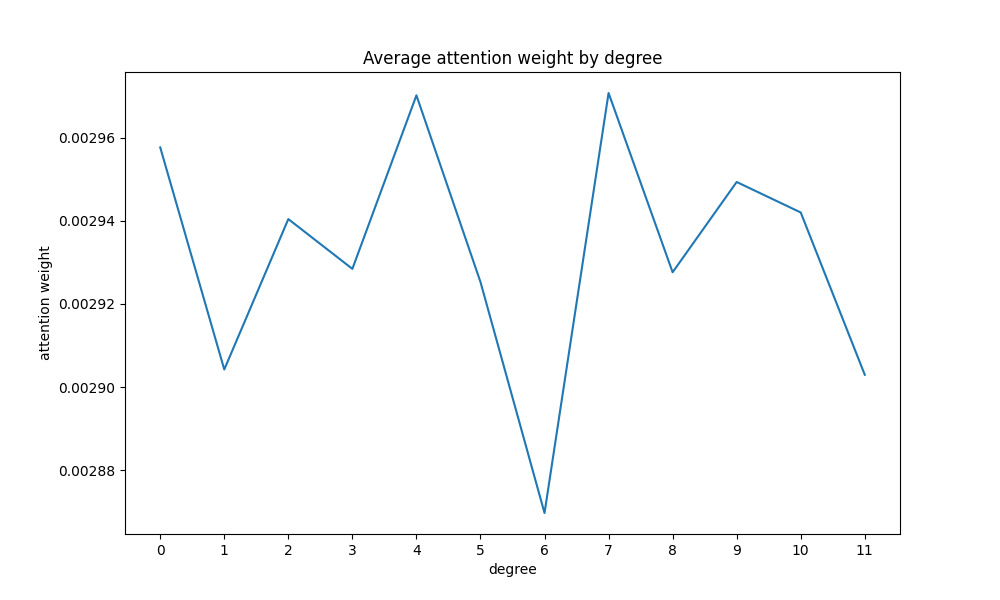 Average attention weight by degree
0.00296
0.00294
0.00292
0.00290
0.00288
attention weight
0 1 2 3 4 5 6 7 8 9 10 11
degree